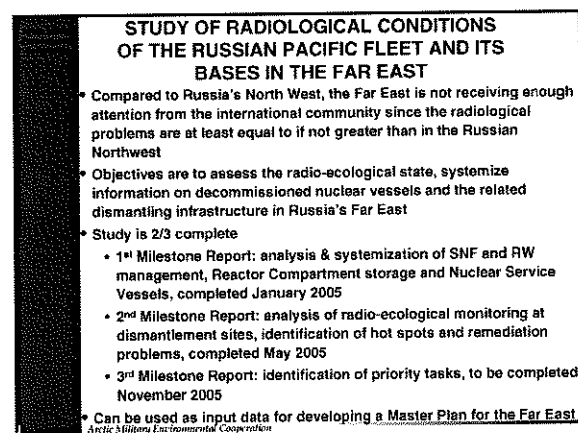 STUDY OF RADIOLOGICAL CONDITIONS
OF THE RUSSIAN PACIFIC FLEET AND ITS
BASES IN THE FAR EAST
• Compared to Russia's North West, the Far East is not receiving enough
attention from the international community since the radiological
problems are at least equal to if not greater than in the Russian
Northwest
• Objectives are to assess the radio-ecological state, systemize
information on decommissioned nuclear vessels and the related
dismantling infrastructure in Russia's Far East
• Study is 2/3 complete
• 1st Milestone Report: analysis & systemization of SNF and RW
management, Reactor Compartment storage and Nuclear Service
Vessels, completed January 2005
• 2nd Milestone Report: analysis of radio-ecological monitoring at
dismantlement sites, identification of hot spots and remediation
problems, completed May 2005
• 3rd Milestone Report: identification of priority tasks, to be completed
November 2005
• Can be used as input data for developing a Master Plan for the Far East
Arctic Military Environmental Cooperation